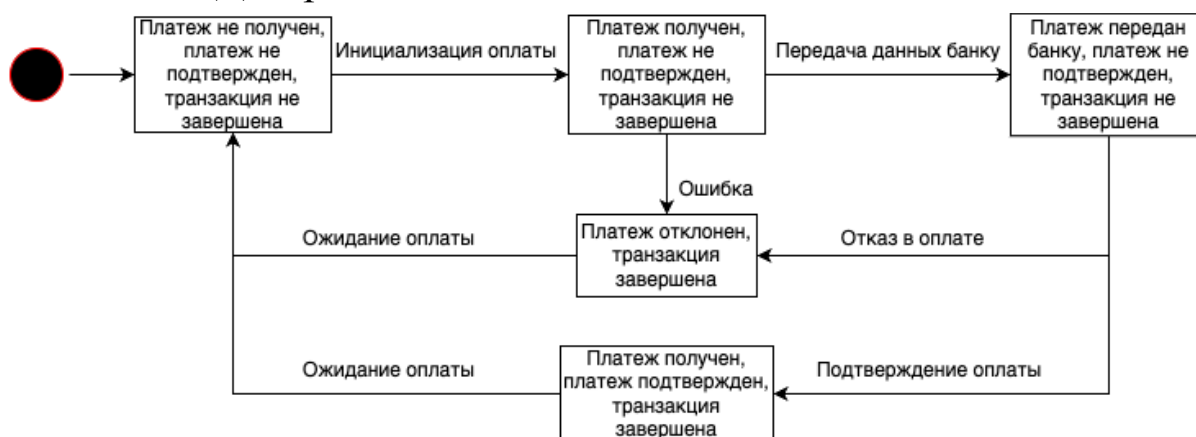 Платеж не получен,
платеж не
подтвержден,
транзакция не
завершена
Инициализация оплаты
Платеж получен,
платеж не
подтвержден,
транзакция не
завершена
Передача данных банку
Платеж передан
банку, платеж не
подтвержден,
транзакция не
завершена
Ошибка
Ожидание оплаты
Платеж отклонен,
транзакция
завершена
Отказ в оплате
Ожидание оплаты
Платеж получен,
платеж подтвержден,
транзакция
завершена
Подтверждение оплаты